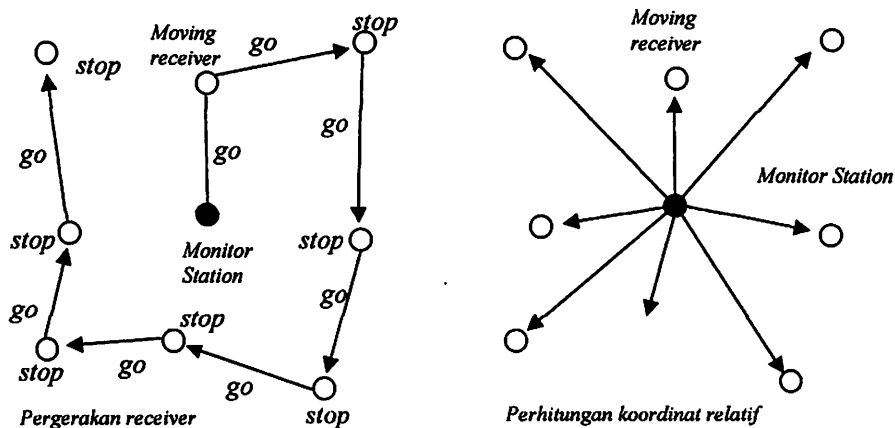 Moving
receiver
go
stop
stop
go
go
go
stop
stop
Monitor
Station
go
go
stop
stop
go
go
stop
Pergerakan receiver
Moving
receiver
Monitor Station
Perhitungan koordinat relatif